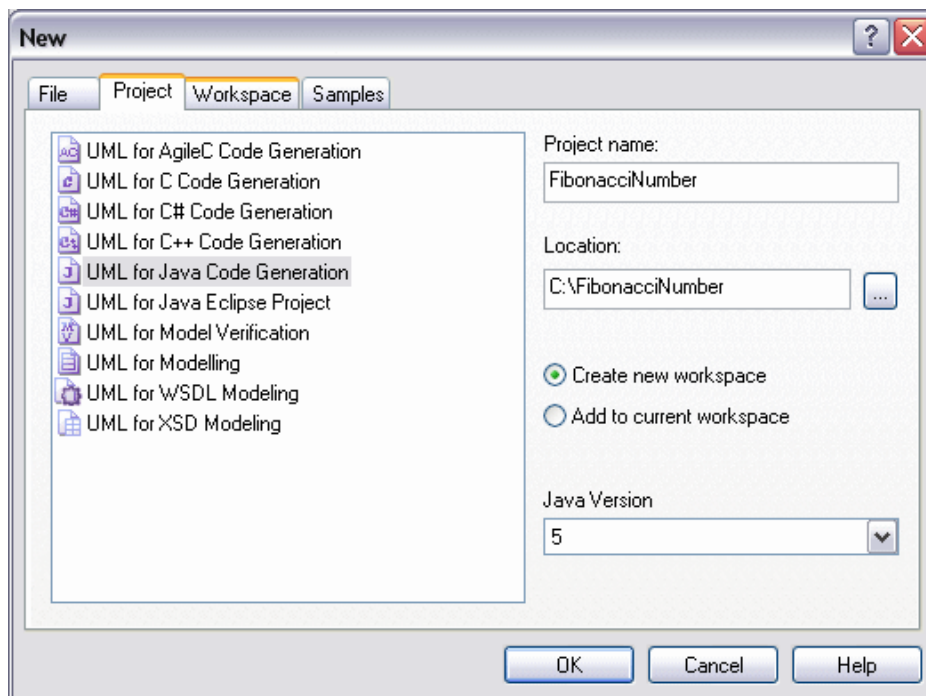 New
File Project Workspace Samples
UML for AgileC Code Generation
UML for C Code Generation
UML for C# Code Generation
UML for C++ Code Generation
UML for Java Code Generation
UML for Java Eclipse Project
UML for Model Verification
UML for Modelling
UML for WSDL Modeling
UML for XSD Modeling
Project name:
FibonacciNumber
Location:
C:\FibonacciNumber
...
Create new workspace
Add to current workspace
Java Version
5
OK Cancel Help